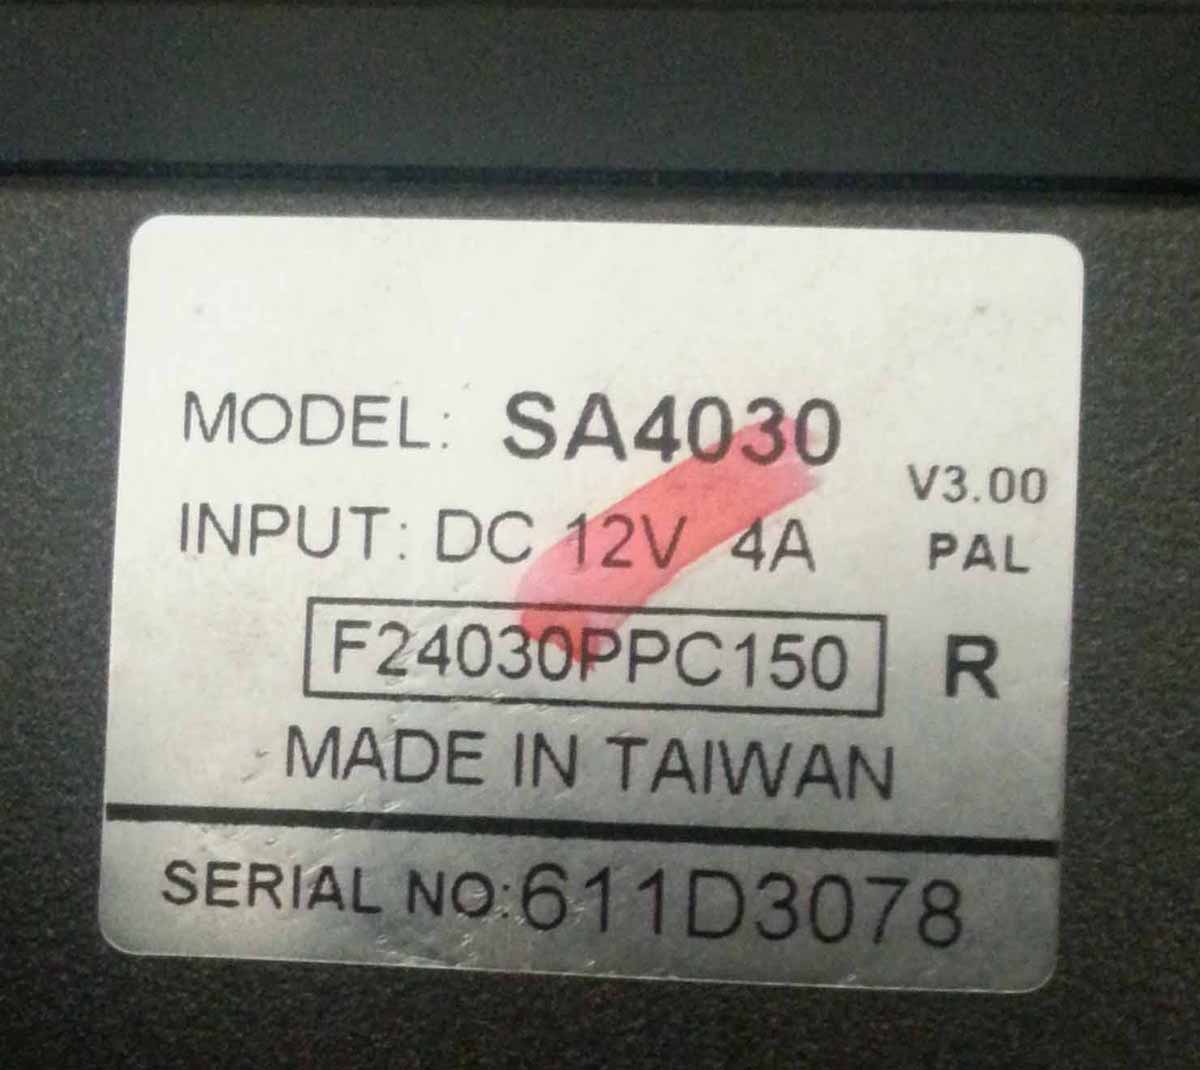 MODEL: SA4030
V3.00
INPUT: DC 12V 4A
PAL
F24030PPC150
R
MADE IN TAIWAN
SERIAL NO:611D3078